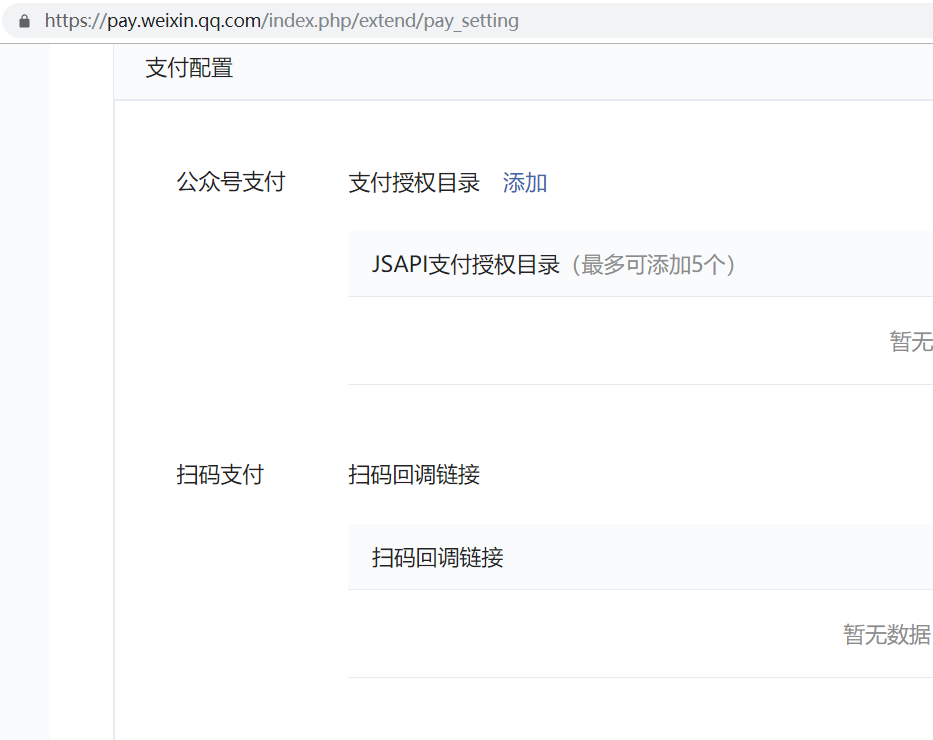 https://pay.weixin.qq.com/index.php/extend/pay_setting
支付配置
公众号支付 支付授权目录 添加
JSAPI支付授权目录（最多可添加5个）
暂无
扫码支付 扫码回调链接
扫码回调链接
暂无数据